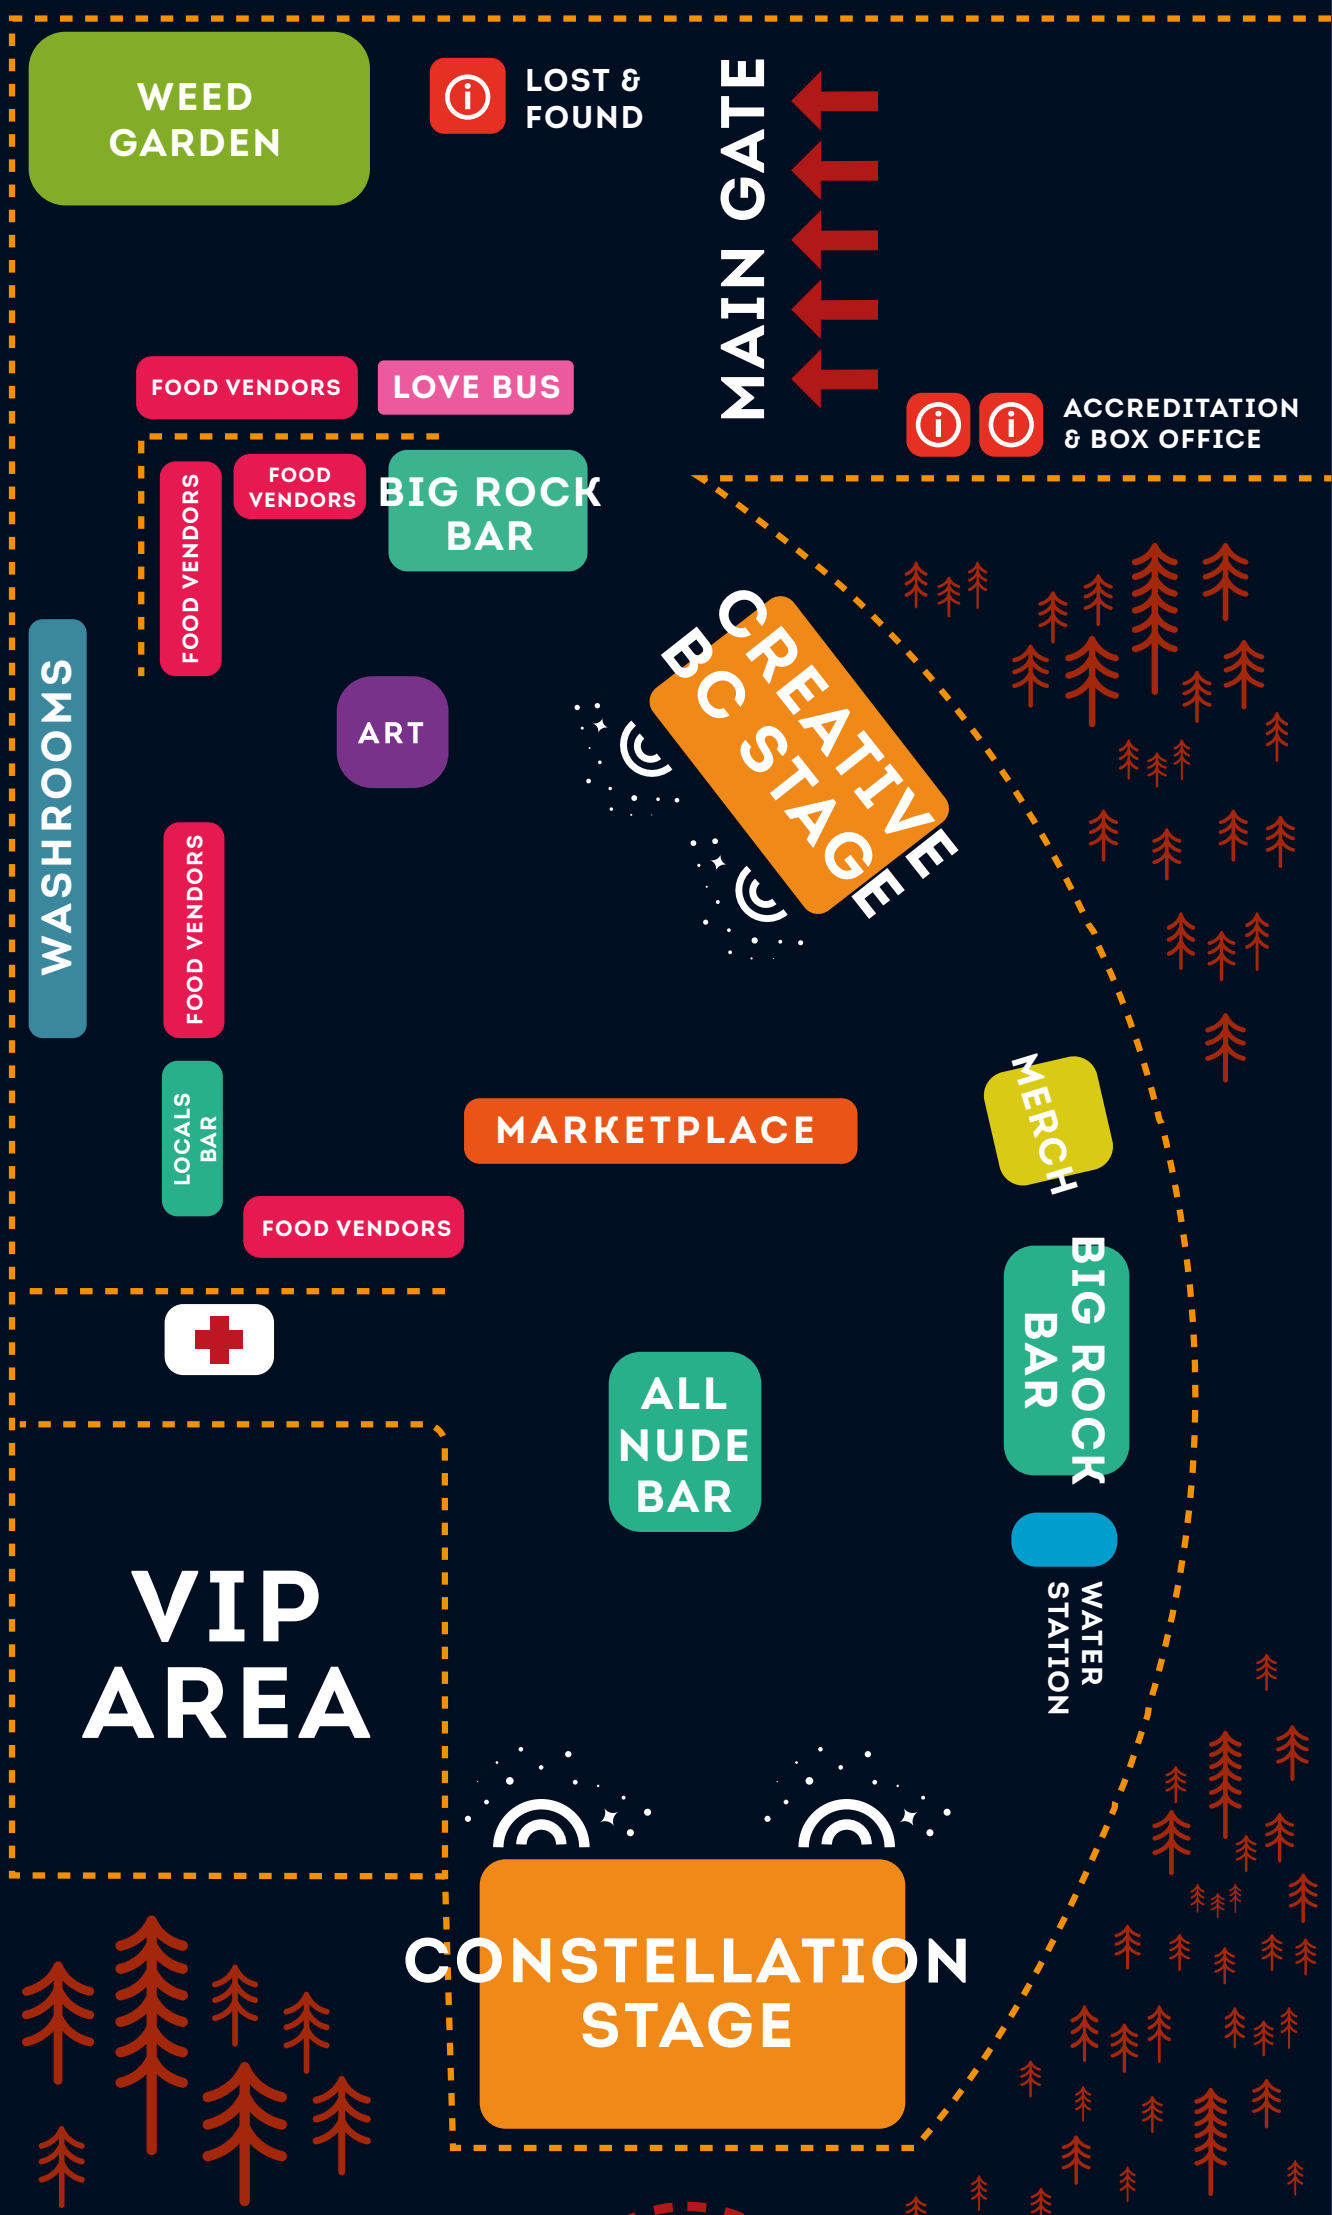 WEED
GARDEN
LOST &
FOUND
MAIN GATE
ACCREDITATION
& BOX OFFICE
FOOD VENDORS
LOVE BUS
FOOD VENDORS
FOOD
VENDORS
BIG ROCK
BAR
CREATIVE
BC STAGE
WASHROOMS
ART
FOOD VENDORS
LOCALS
BAR
MARKETPLACE
MERCH
FOOD VENDORS
BIG ROCK
BAR
ALL
NUDE
BAR
WATER
STATION
VIP
AREA
CONSTELLATION
STAGE